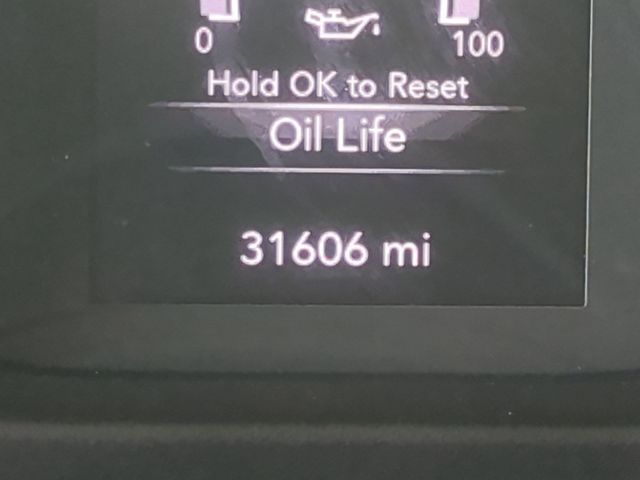 0 100
Hold OK to Reset
Oil Life
31606 mi